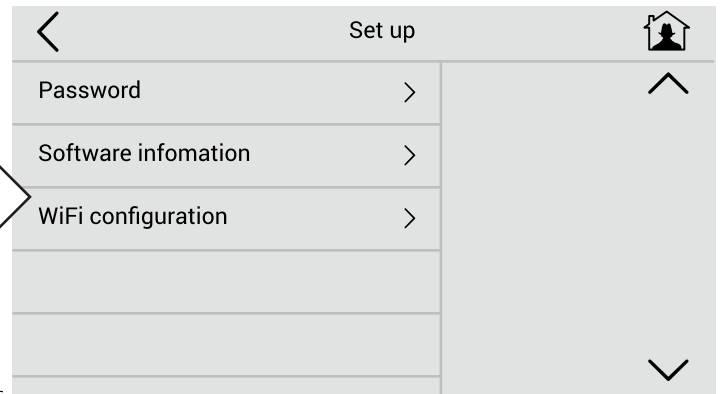 Set up
Password
Software infomation
WiFi configuration